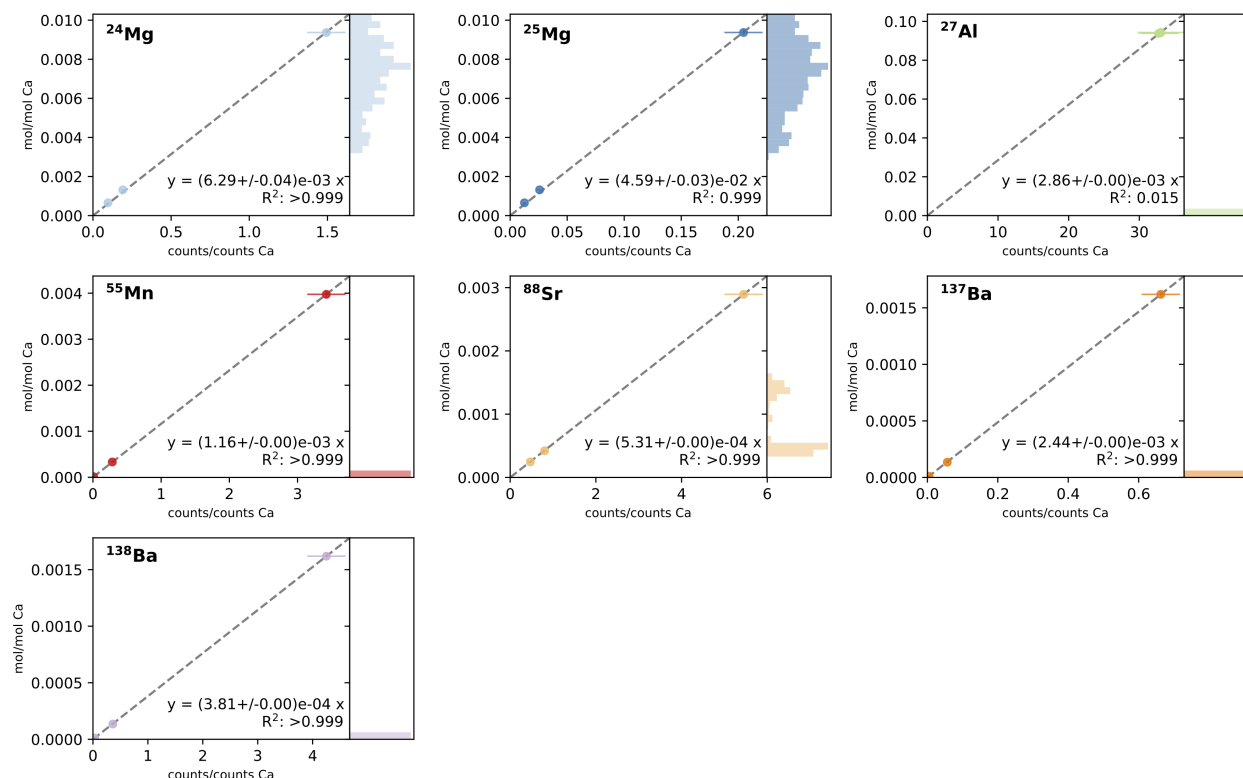 ²⁴Mg
mol/mol Ca
0.010
0.008
0.006
0.004
0.002
0.000
y = (6.29+/-0.04)e-03 x
R²: >0.999
0.0 0.5 1.0 1.5
counts/counts Ca
²⁵Mg
mol/mol Ca
0.010
0.008
0.006
0.004
0.002
0.000
y = (4.59+/-0.03)e-02 x
R²: 0.999
0.00 0.05 0.10 0.15 0.20
counts/counts Ca
²⁷Al
mol/mol Ca
0.10
0.08
0.06
0.04
0.02
0.00
y = (2.86+/-0.00)e-03 x
R²: 0.015
0 10 20 30
counts/counts Ca
⁵⁵Mn
mol/mol Ca
0.004
0.003
0.002
0.001
0.000
y = (1.16+/-0.00)e-03 x
R²: >0.999
0 1 2 3
counts/counts Ca
⁸⁸Sr
mol/mol Ca
0.003
0.002
0.001
0.000
y = (5.31+/-0.00)e-04 x
R²: >0.999
0 2 4 6
counts/counts Ca
¹³⁷Ba
mol/mol Ca
0.0015
0.0010
0.0005
0.0000
y = (2.44+/-0.00)e-03 x
R²: >0.999
0.0 0.2 0.4 0.6
counts/counts Ca
¹³⁸Ba
mol/mol Ca
0.0015
0.0010
0.0005
0.0000
y = (3.81+/-0.00)e-04 x
R²: >0.999
0 1 2 3 4
counts/counts Ca